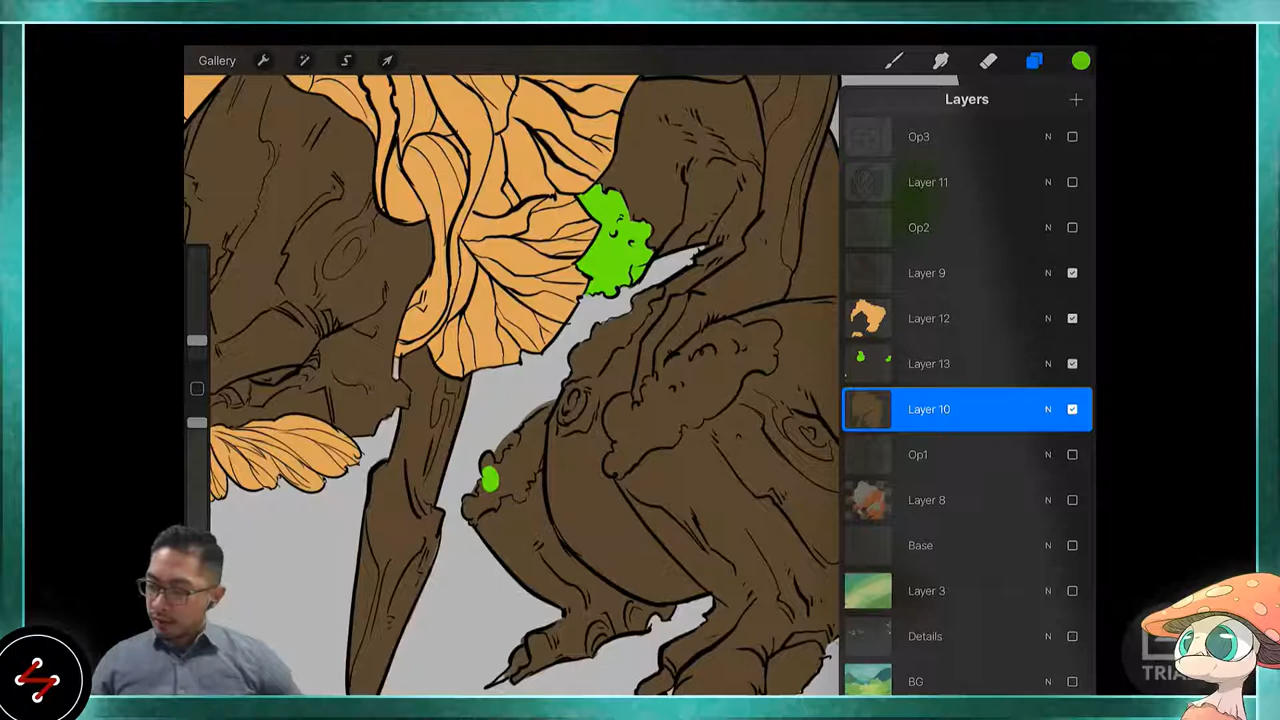 Gallery
Layers
Op3 N
Layer 11 N
Op2 N
Layer 9 N
Layer 12 N
Layer 13 N
Layer 10 N
Op1 N
Layer 8 N
Base N
Layer 3 N
Details N
BG N